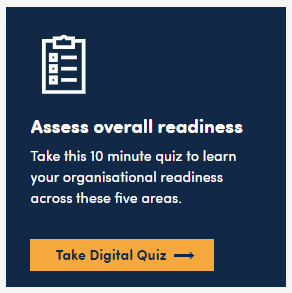 Assess overall readiness
Take this 10 minute quiz to learn
your organisational readiness
across these five areas.
Take Digital Quiz